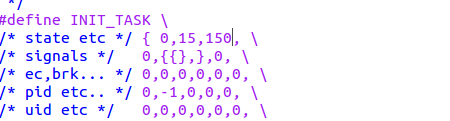 */
#define INIT_TASK \
/* state etc */ { 0,15,150, \
/* signals */ 0,{{},},0, \
/* ec,brk... */ 0,0,0,0,0,0, \
/* pid etc.. */ 0,-1,0,0,0, \
/* uid etc */ 0,0,0,0,0,0, \